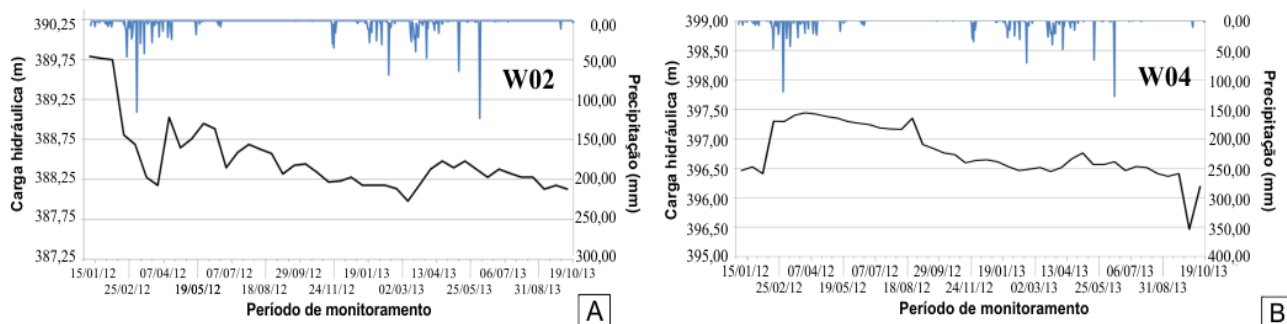 W02
Carga hidráulica (m)
390,25
389,75
389,25
388,75
388,25
387,75
387,25
0,00
50,00
100,00
150,00
200,00
250,00
300,00
Precipitação (mm)
15/01/12 07/04/12 07/07/12 29/09/12 19/01/13 13/04/13 06/07/13 19/10/13
25/02/12 19/05/12 18/08/12 24/11/12 02/03/13 25/05/13 31/08/13
Período de monitoramento
A
W04
Carga hidráulica (m)
399,00
398,50
398,00
397,50
397,00
396,50
396,00
395,50
395,00
0,00
50,00
100,00
150,00
200,00
250,00
300,00
350,00
400,00
Precipitação (mm)
15/01/12 07/04/12 07/07/12 29/09/12 19/01/13 13/04/13 06/07/13 19/10/13
25/02/12 19/05/12 18/08/12 24/11/12 02/03/13 25/05/13 31/08/13
Período de monitoramento
B